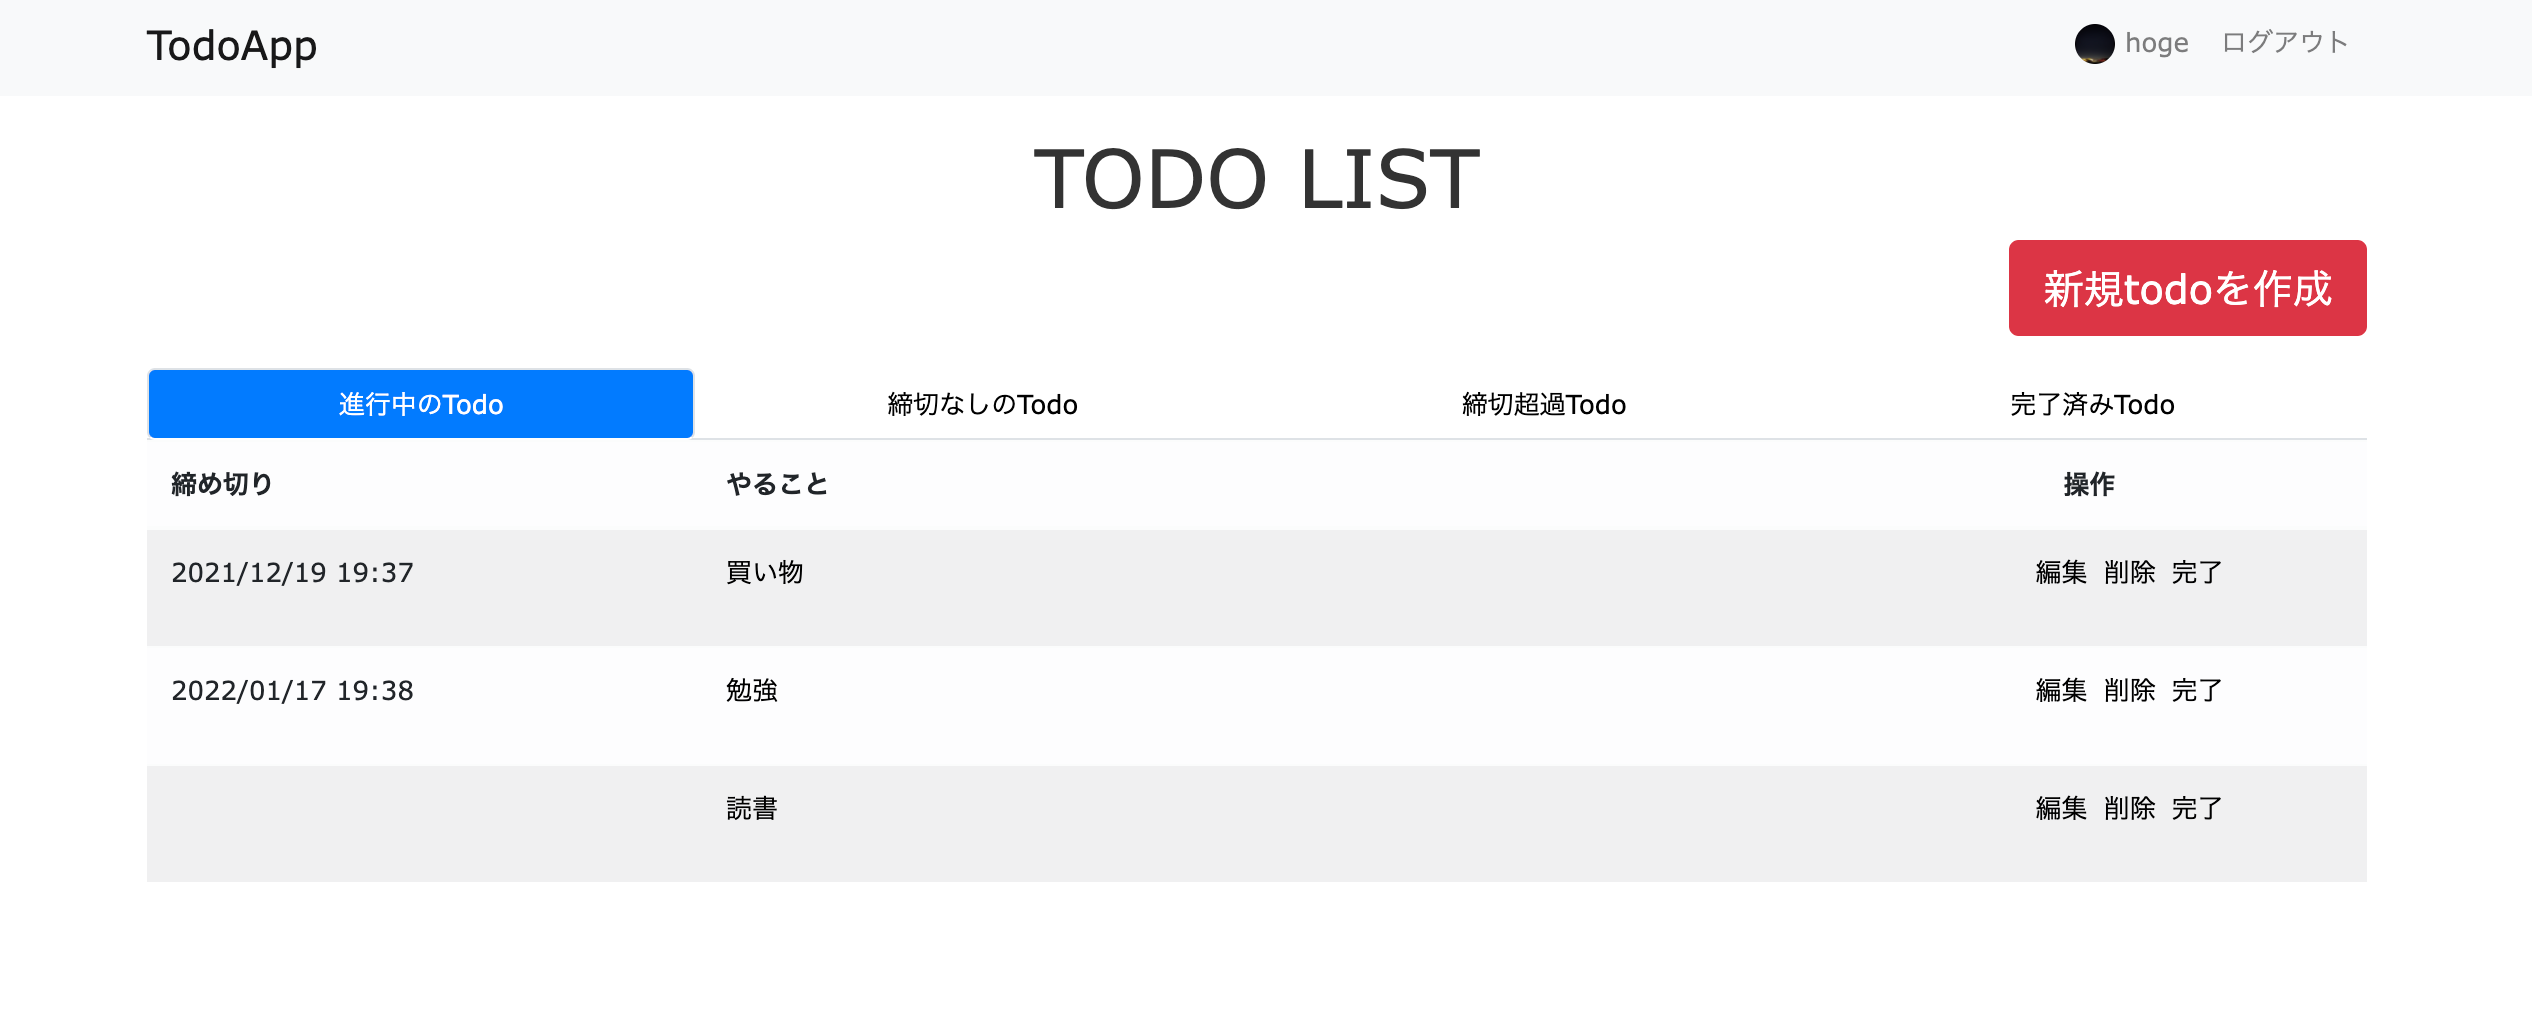 TodoApp hoge ログアウト
TODO LIST
新規todoを作成
進行中のTodo 締切なしのTodo 締切超過Todo 完了済みTodo
締め切り やること 操作
2021/12/19 19:37 買い物 編集 削除 完了
2022/01/17 19:38 勉強 編集 削除 完了
読書 編集 削除 完了